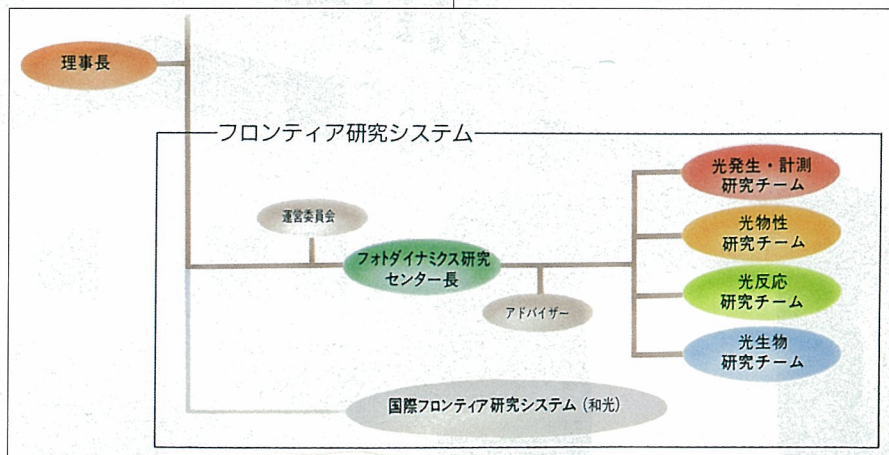 理事長
フロンティア研究システム
運営委員会
フォトダイナミクス研究
センター長
アドバイザー
光発生・計測
研究チーム
光物性
研究チーム
光反応
研究チーム
光生物
研究チーム
国際フロンティア研究システム（和光）